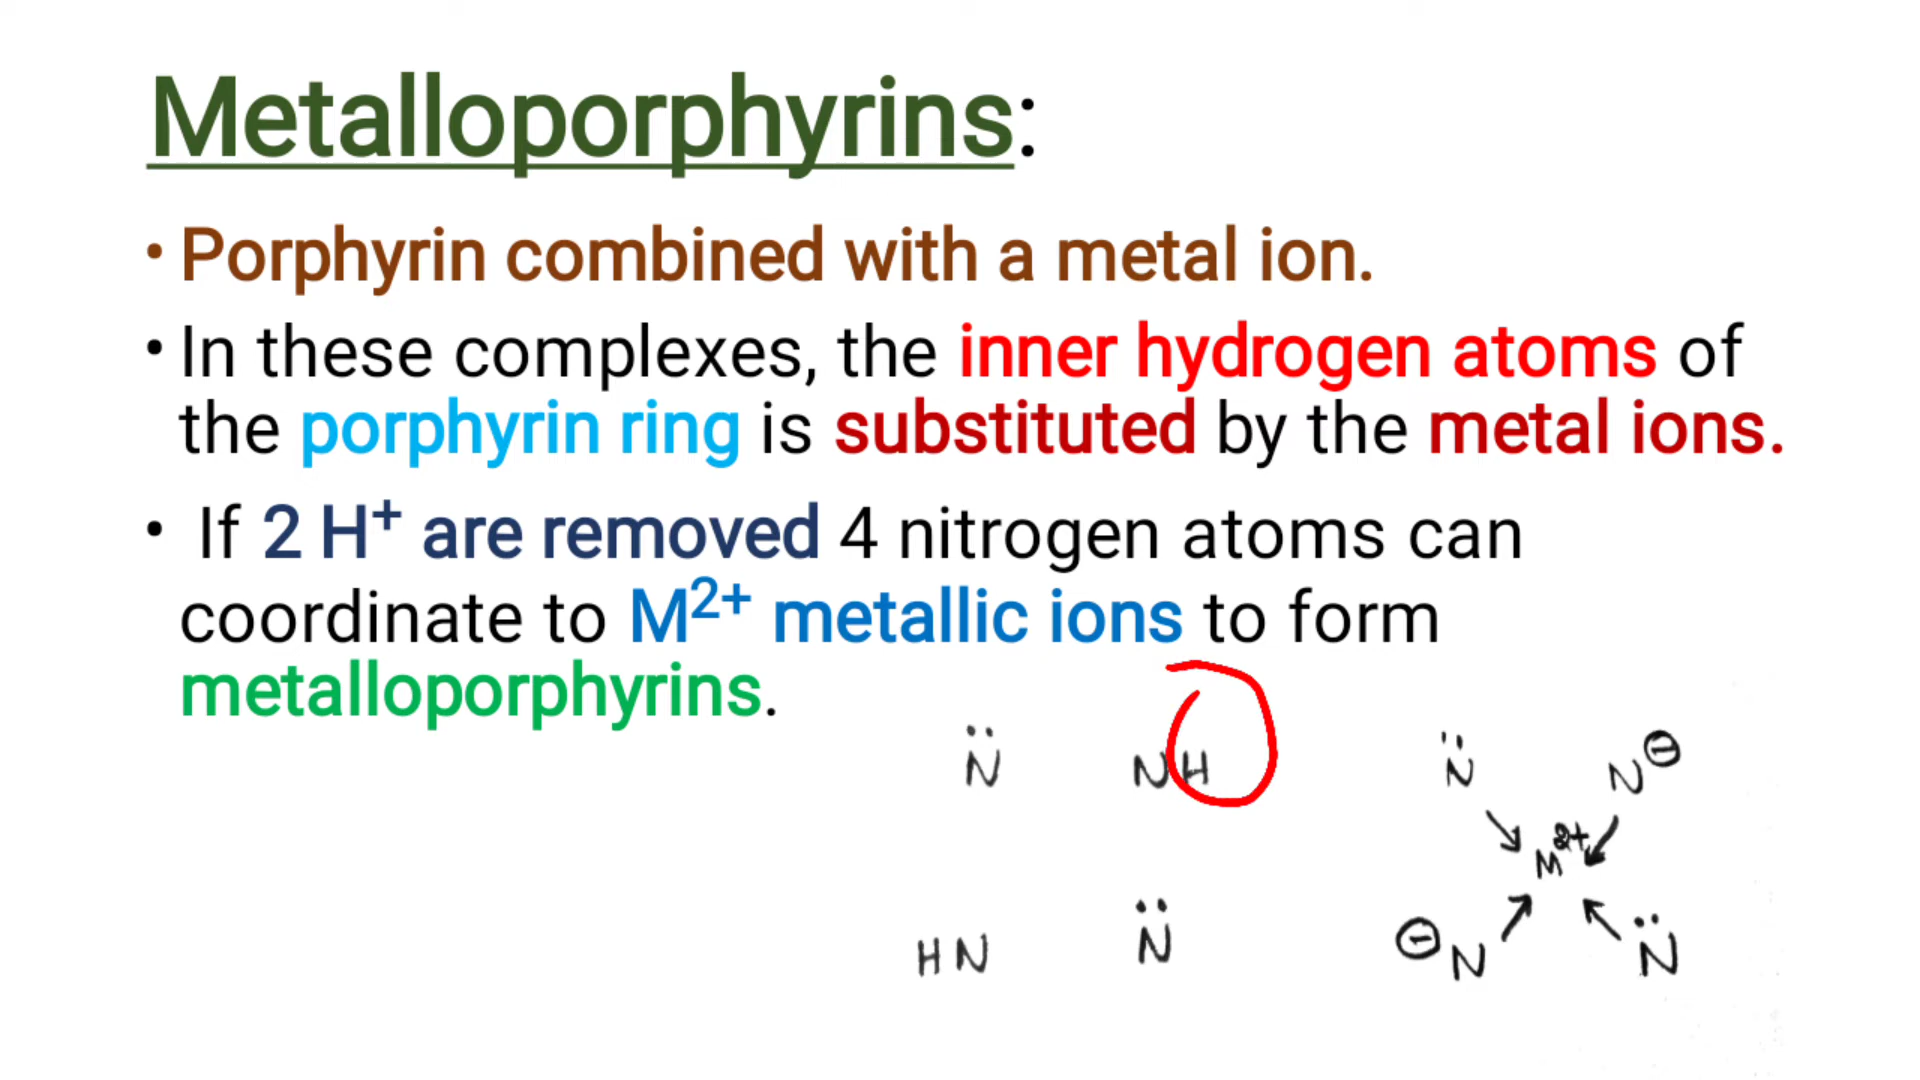 Metalloporphyrins:
• Porphyrin combined with a metal ion.
• In these complexes, the inner hydrogen atoms of
the porphyrin ring is substituted by the metal ions.
• If 2 H⁺ are removed 4 nitrogen atoms can
coordinate to M²⁺ metallic ions to form
metalloporphyrins.
N̈ NH N̈ N⊖
M²⁺
HN N̈ ⊖N N̈